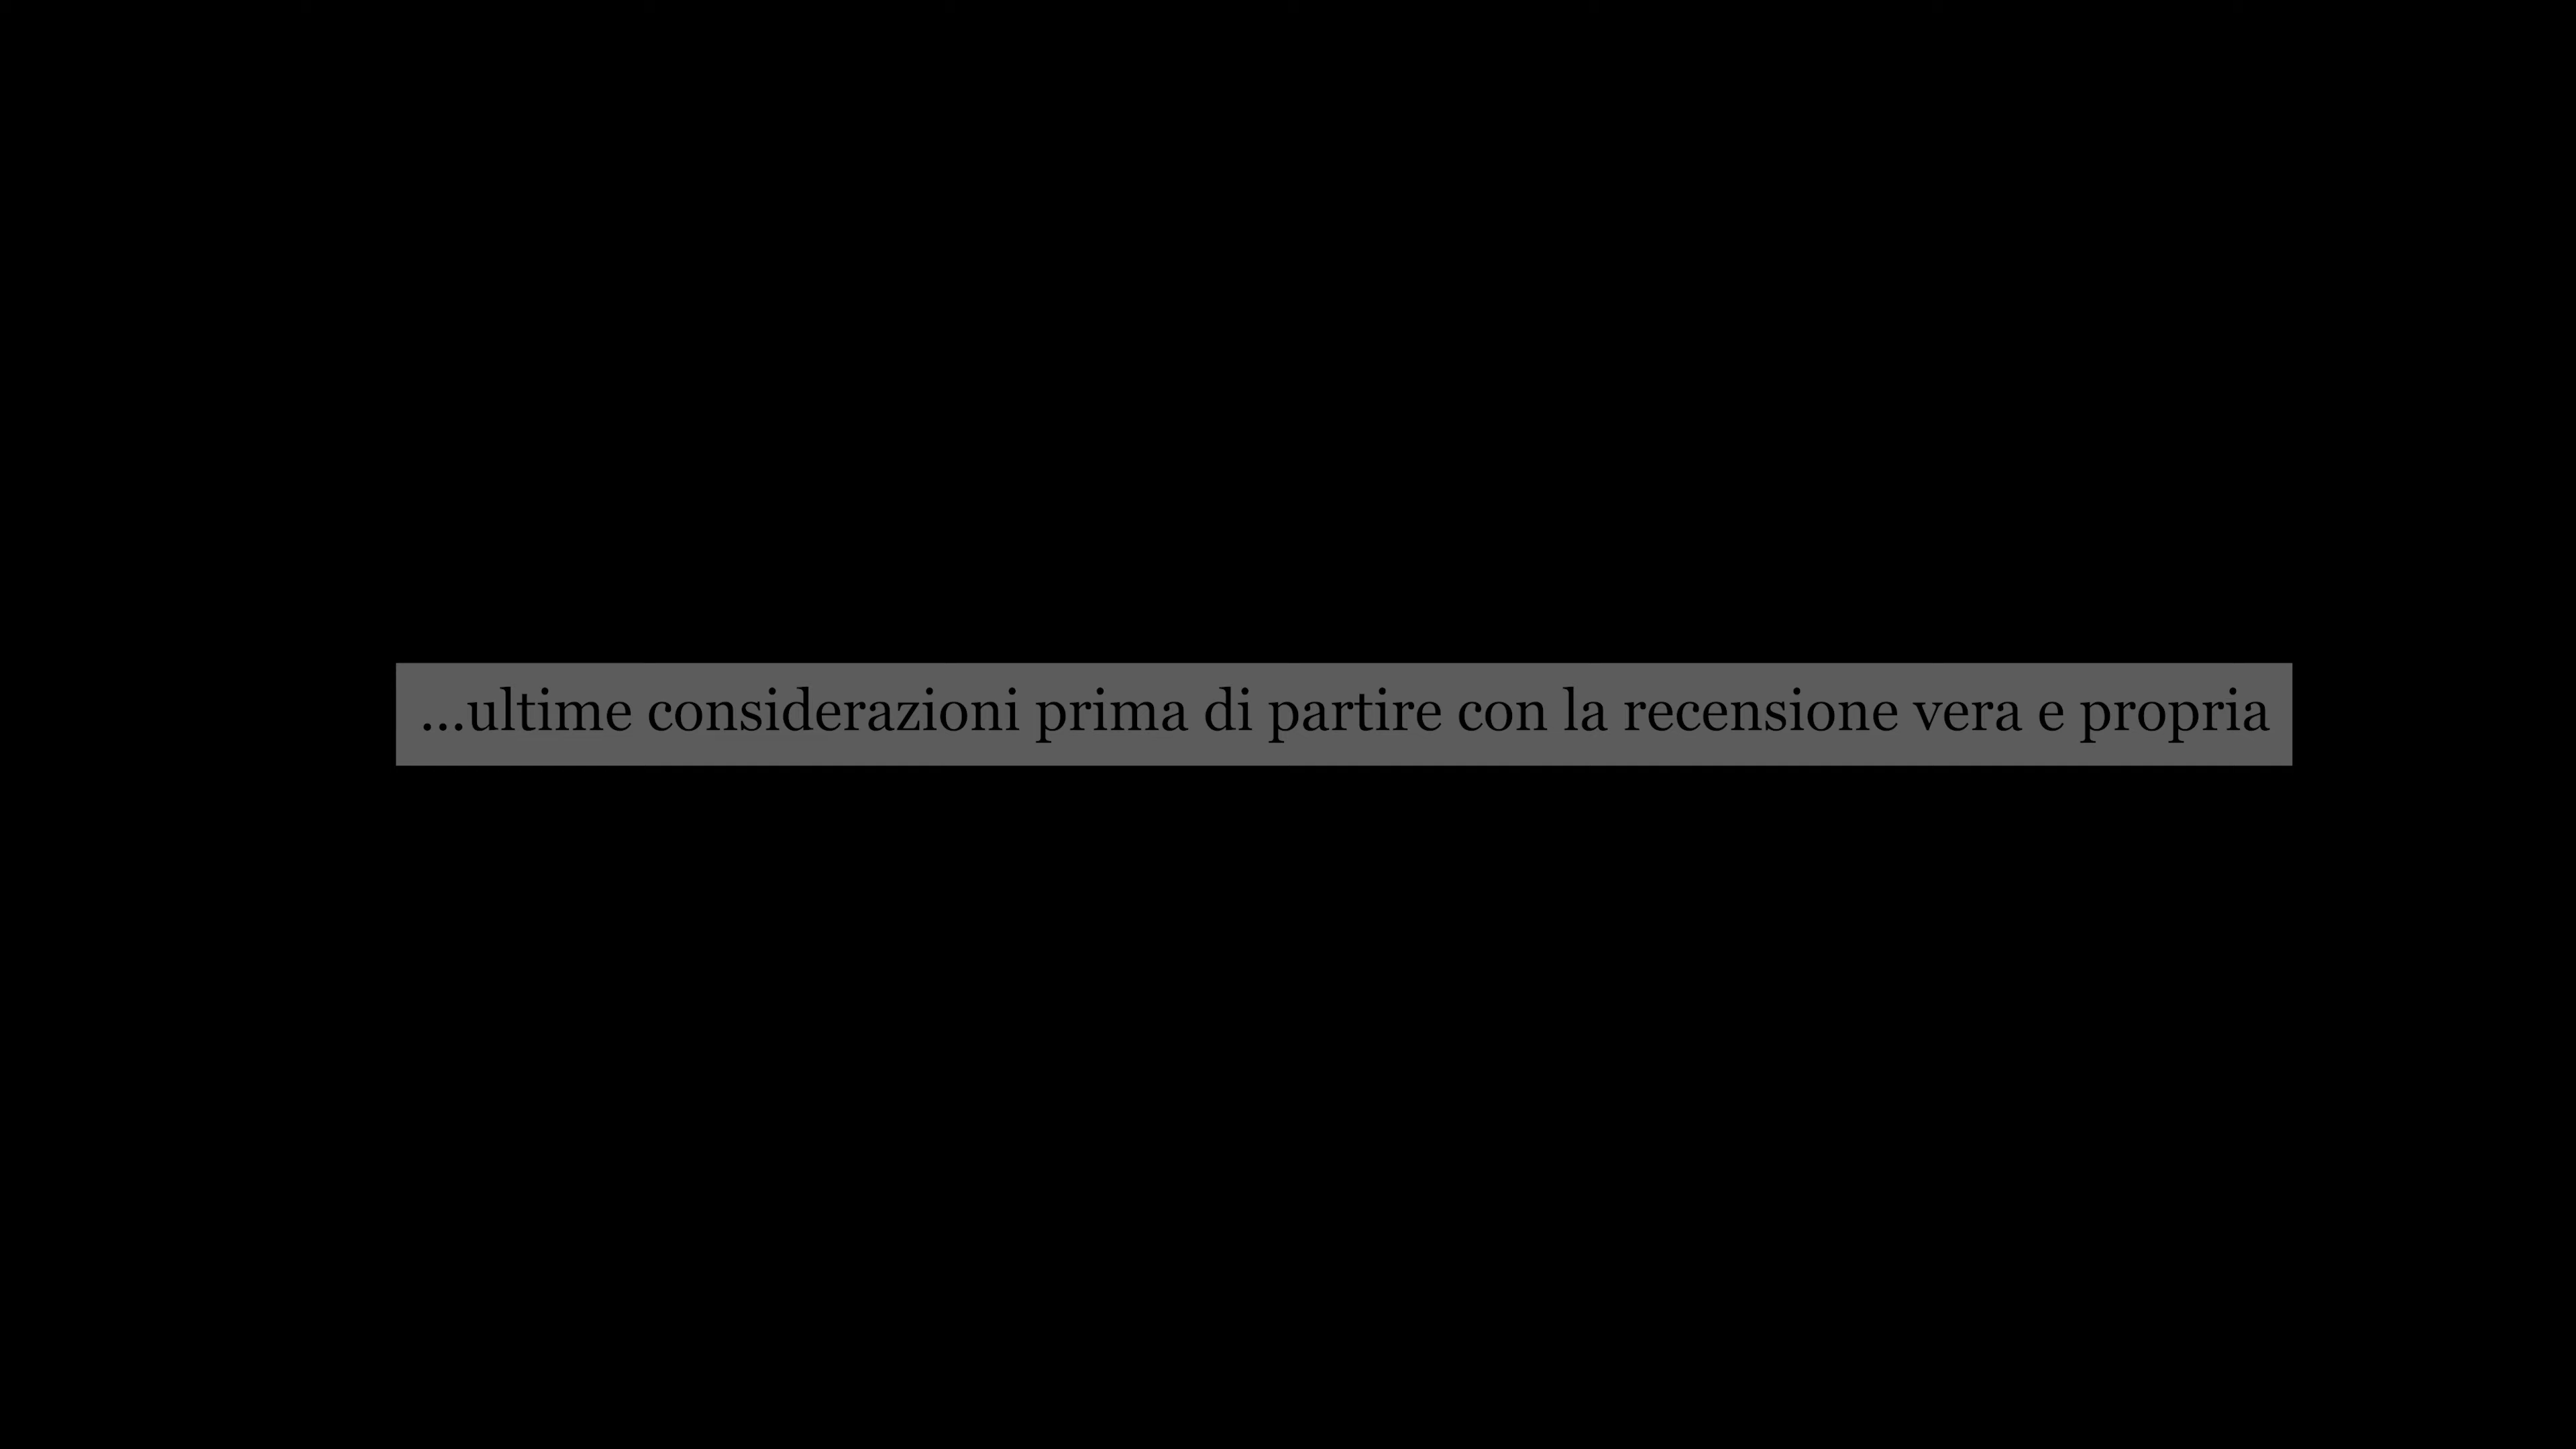 ...ultime considerazioni prima di partire con la recensione vera e propria